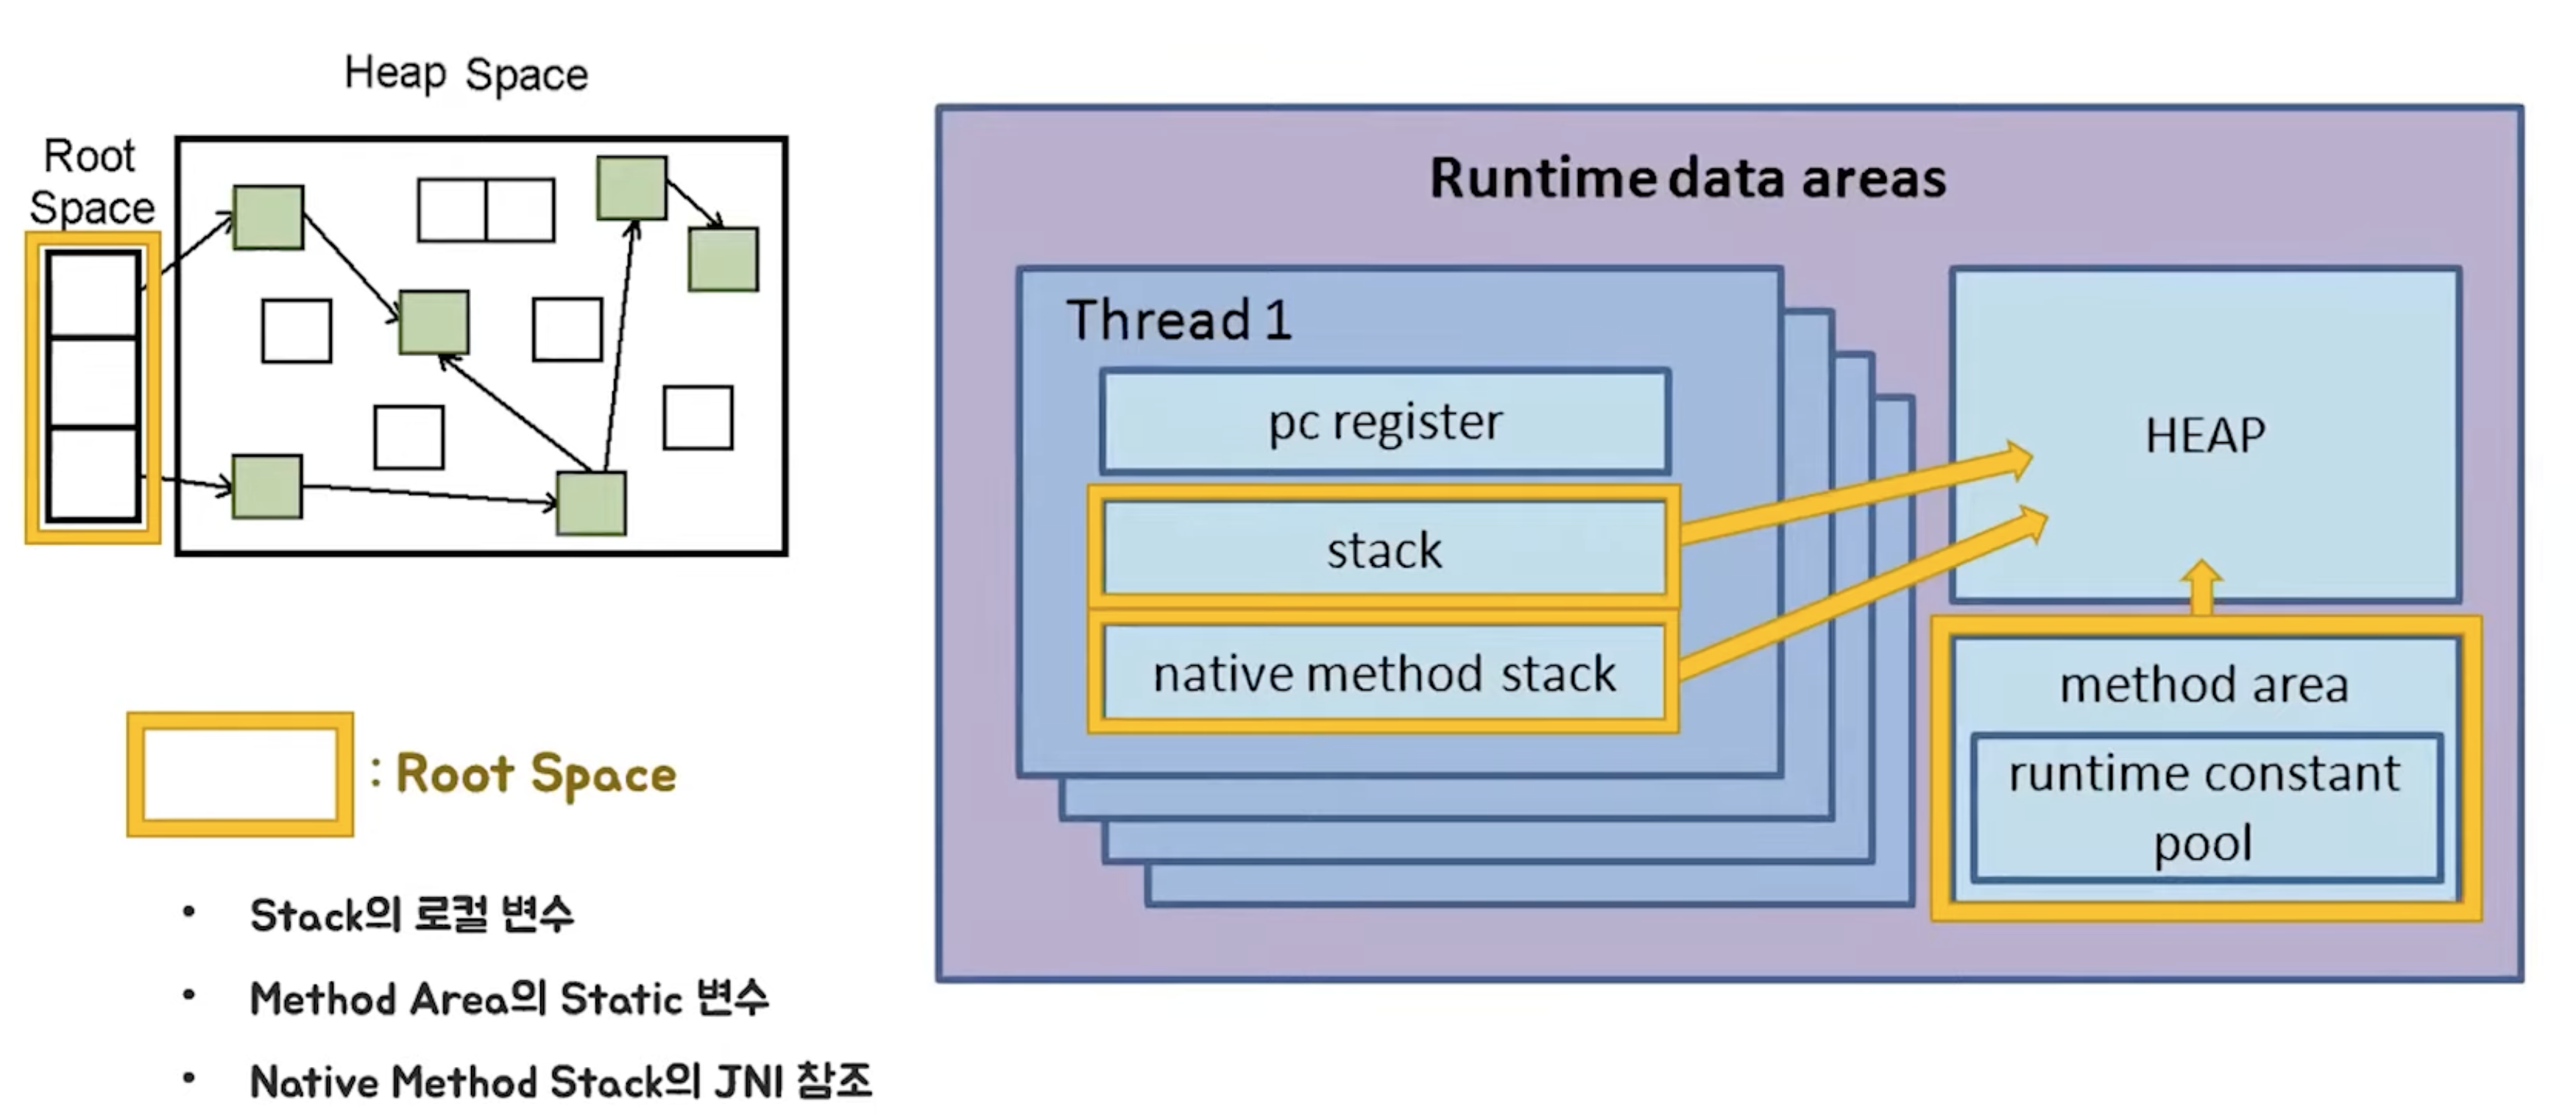 Heap Space
Root
Space
: Root Space
• Stack의 로컬 변수
• Method Area의 Static 변수
• Native Method Stack의 JNI 참조
Runtime data areas
Thread 1
pc register
stack
native method stack
HEAP
method area
runtime constant
pool